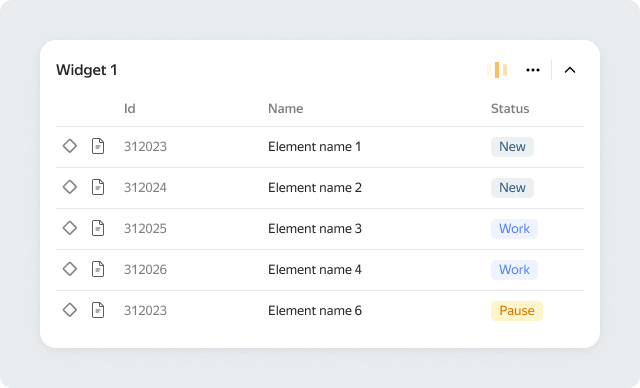 Widget 1
Id Name Status
312023 Element name 1 New
312024 Element name 2 New
312025 Element name 3 Work
312026 Element name 4 Work
312023 Element name 6 Pause